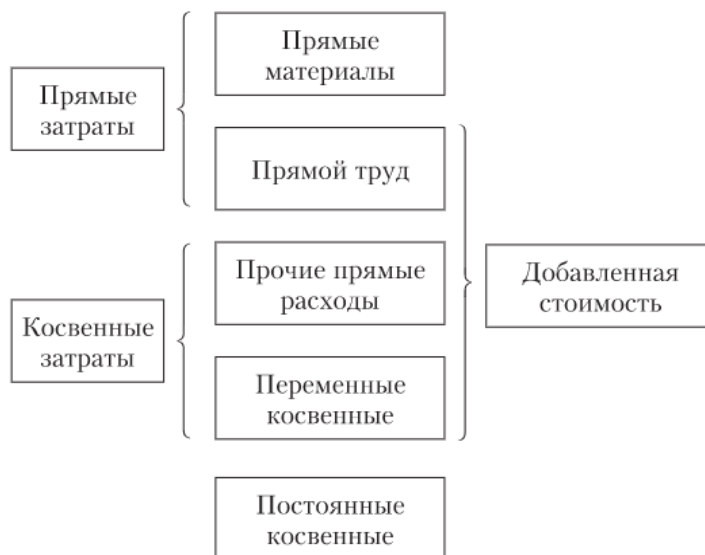 Прямые
затраты
Прямые
материалы
Прямой труд
Косвенные
затраты
Прочие прямые
расходы
Переменные
косвенные
Постоянные
косвенные
Добавленная
стоимость